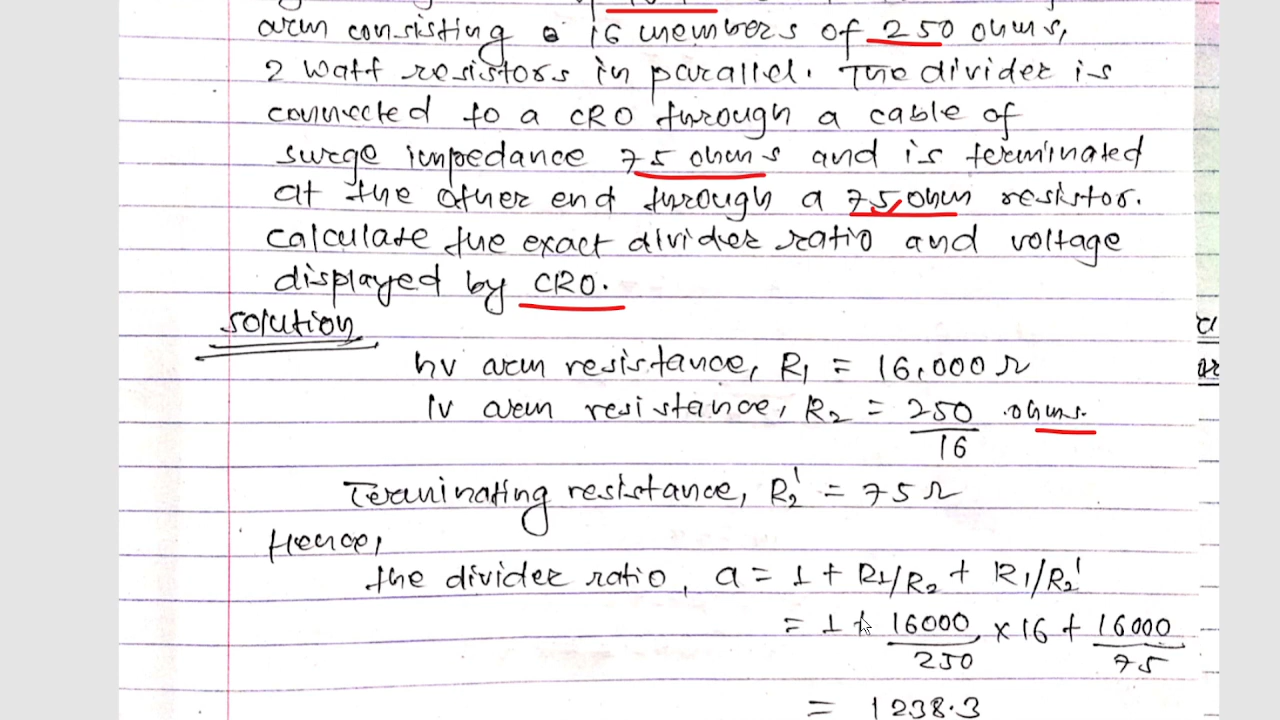 arm consisting 16 members of 250 ohms,
2 Watt resistors in parallel. The divider is
connected to a CRO through a cable of
surge impedance 75 ohms and is terminated
at the other end through a 75 ohm resistor.
calculate the exact divider ratio and voltage
displayed by CRO.
Solution
hv arm resistance, R1 = 16,000 Ω
lv arm resistance, R2 = 250/16 ohms.
Terminating resistance, R2' = 75 Ω
Hence,
the divider ratio, a = 1 + R1/R2 + R1/R2'
= 1 + 16000/250 × 16 + 16000/75
= 1238.3